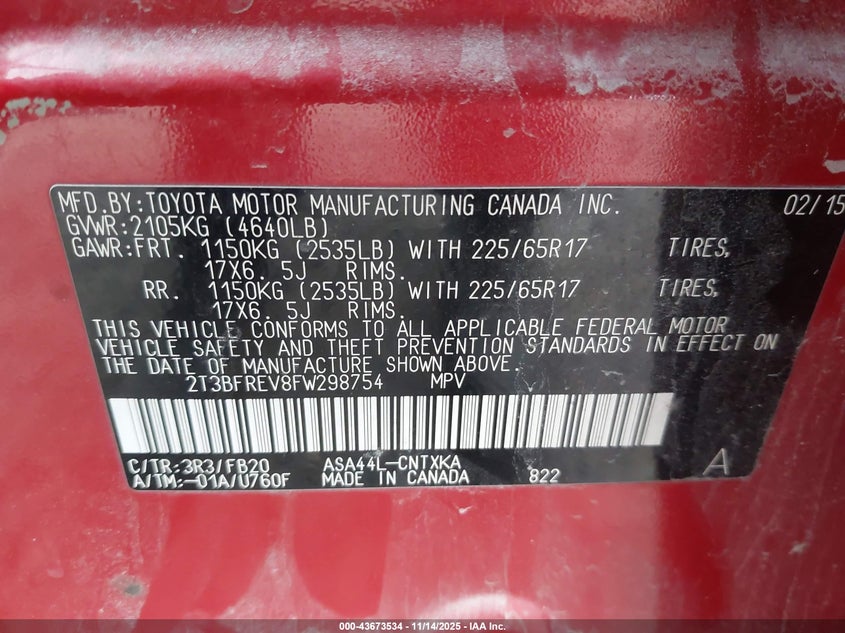 MFD.BY:TOYOTA MOTOR MANUFACTURING CANADA INC. 02/15
GVWR:2105KG (4640LB)
GAWR:FRT. 1150KG (2535LB) WITH 225/65R17 TIRES,
17X6. 5J RIMS.
RR. 1150KG (2535LB) WITH 225/65R17 TIRES,
17X6. 5J RIMS.
THIS VEHICLE CONFORMS TO ALL APPLICABLE FEDERAL MOTOR
VEHICLE SAFETY AND THEFT PREVENTION STANDARDS IN EFFECT ON
THE DATE OF MANUFACTURE SHOWN ABOVE.
2T3BFREV8FW298754 MPV
C/TR:3R3/FB20 ASA44L-CNTXKA A
A/TM:-01A/U760F MADE IN CANADA 822
000-43673534 | 11/14/2025 - IAA Inc.